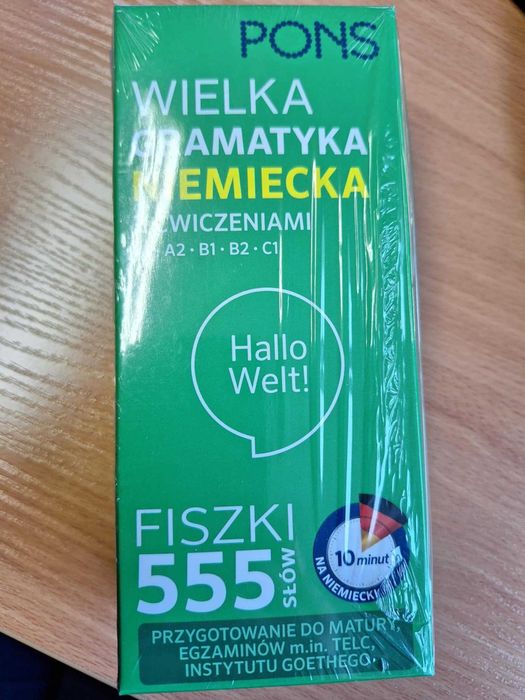 PONS
WIELKA
GRAMATYKA
NIEMIECKA
ĆWICZENIAMI
A2 · B1 · B2 · C1
Hallo
Welt!
FISZKI
555
SŁÓW
10 minut
NA NIEMIECKI
PRZYGOTOWANIE DO MATURY,
EGZAMINÓW m.in. TELC,
INSTYTUTU GOETHEGO